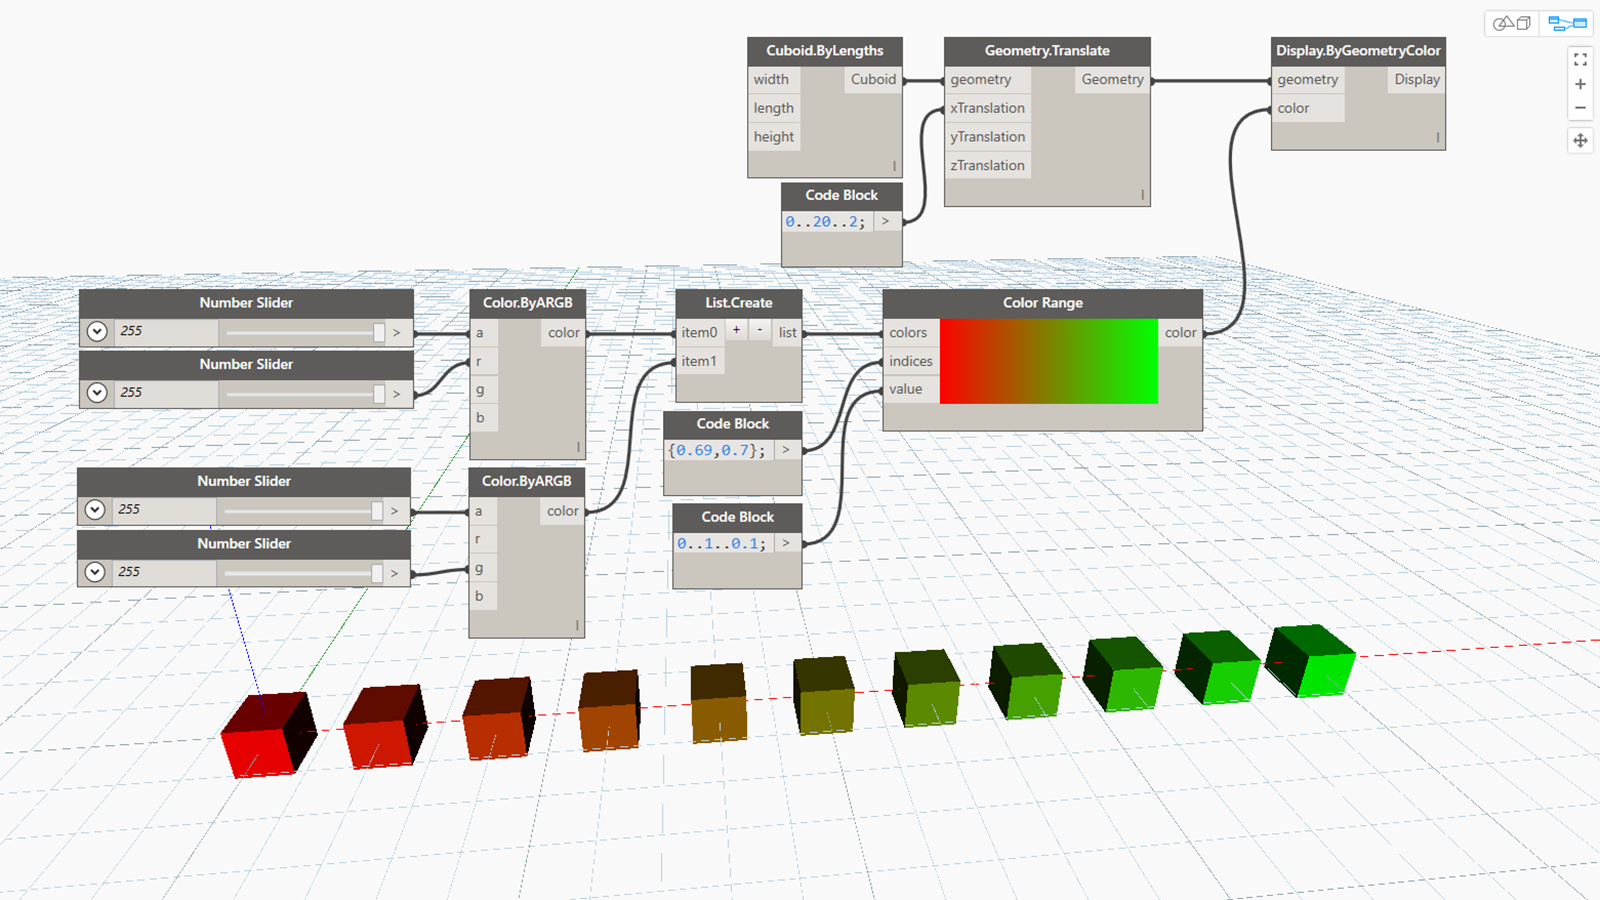 Cuboid.ByLengths
width Cuboid
length
height
l
Geometry.Translate
geometry Geometry
xTranslation
yTranslation
zTranslation
l
Display.ByGeometryColor
geometry Display
color
l
Code Block
0..20..2; >
Number Slider
255 >
Number Slider
255 >
Color.ByARGB
a color
r
g
b
l
List.Create
item0 + - list
item1
Color Range
colors color
indices
value
Code Block
{0.69,0.7}; >
Number Slider
255 >
Number Slider
255 >
Color.ByARGB
a color
r
g
b
l
Code Block
0..1..0.1; >